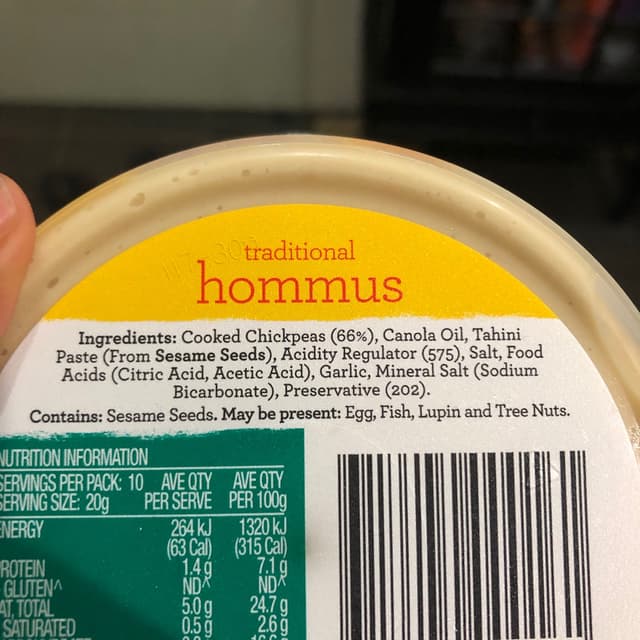 traditional
hommus
Ingredients: Cooked Chickpeas (66%), Canola Oil, Tahini
Paste (From Sesame Seeds), Acidity Regulator (575), Salt, Food
Acids (Citric Acid, Acetic Acid), Garlic, Mineral Salt (Sodium
Bicarbonate), Preservative (202).
Contains: Sesame Seeds. May be present: Egg, Fish, Lupin and Tree Nuts.
NUTRITION INFORMATION
SERVINGS PER PACK: 10 AVE QTY AVE QTY
SERVING SIZE: 20g PER SERVE PER 100g
ENERGY 264 kJ 1320 kJ
(63 Cal) (315 Cal)
PROTEIN 1.4 g 7.1 g
GLUTEN^ ND^ ND^
FAT, TOTAL 5.0 g 24.7 g
SATURATED 0.5 g 2.6 g